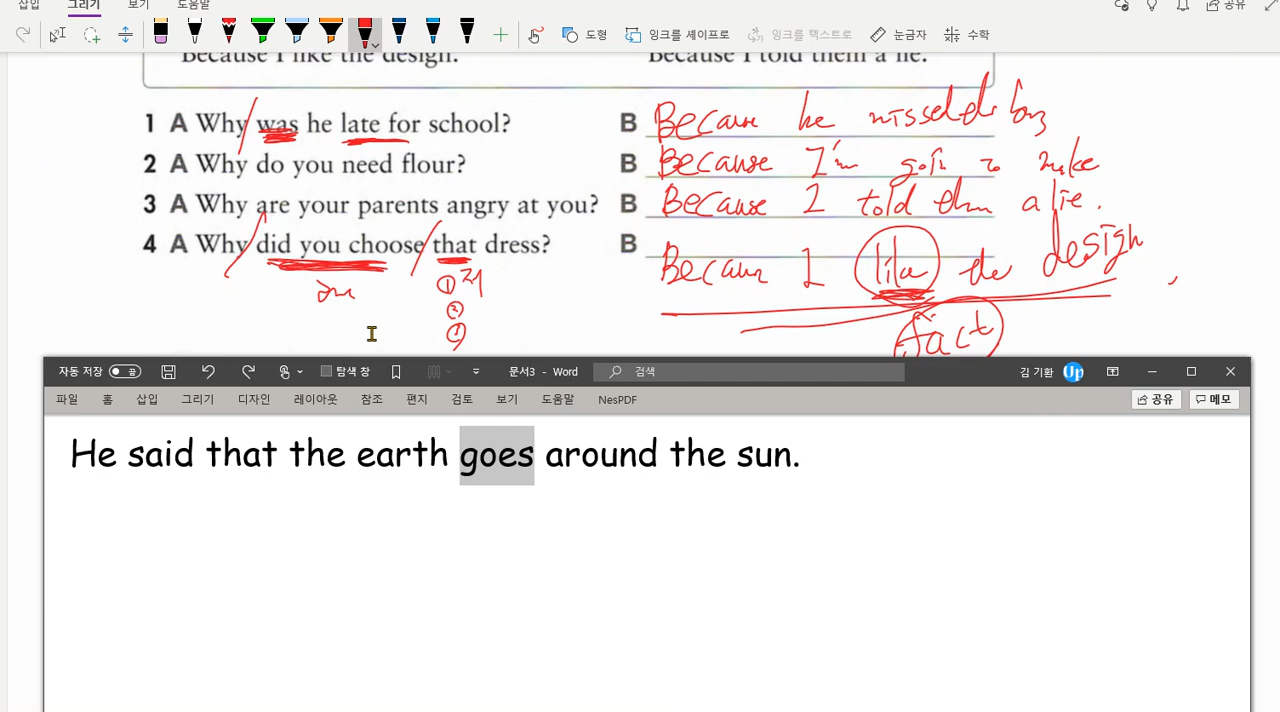 삽입 그리기 보기 도움말 공유
도형 잉크를 셰이프로 잉크를 텍스트로 눈금자 수학
Because I like the design. Because I told them a lie.
1 A Why was he late for school? B Because he missed the bus
2 A Why do you need flour? B Because I'm goin to make
3 A Why are your parents angry at you? B Because I told them a lie.
4 A Why did you choose that dress? B Because I like the design
①
②
fact
자동 저장 끔 탐색 창 문서3 - Word 검색 김 기환 Up
파일 홈 삽입 그리기 디자인 레이아웃 참조 편지 검토 보기 도움말 NesPDF 공유 메모
He said that the earth goes around the sun.